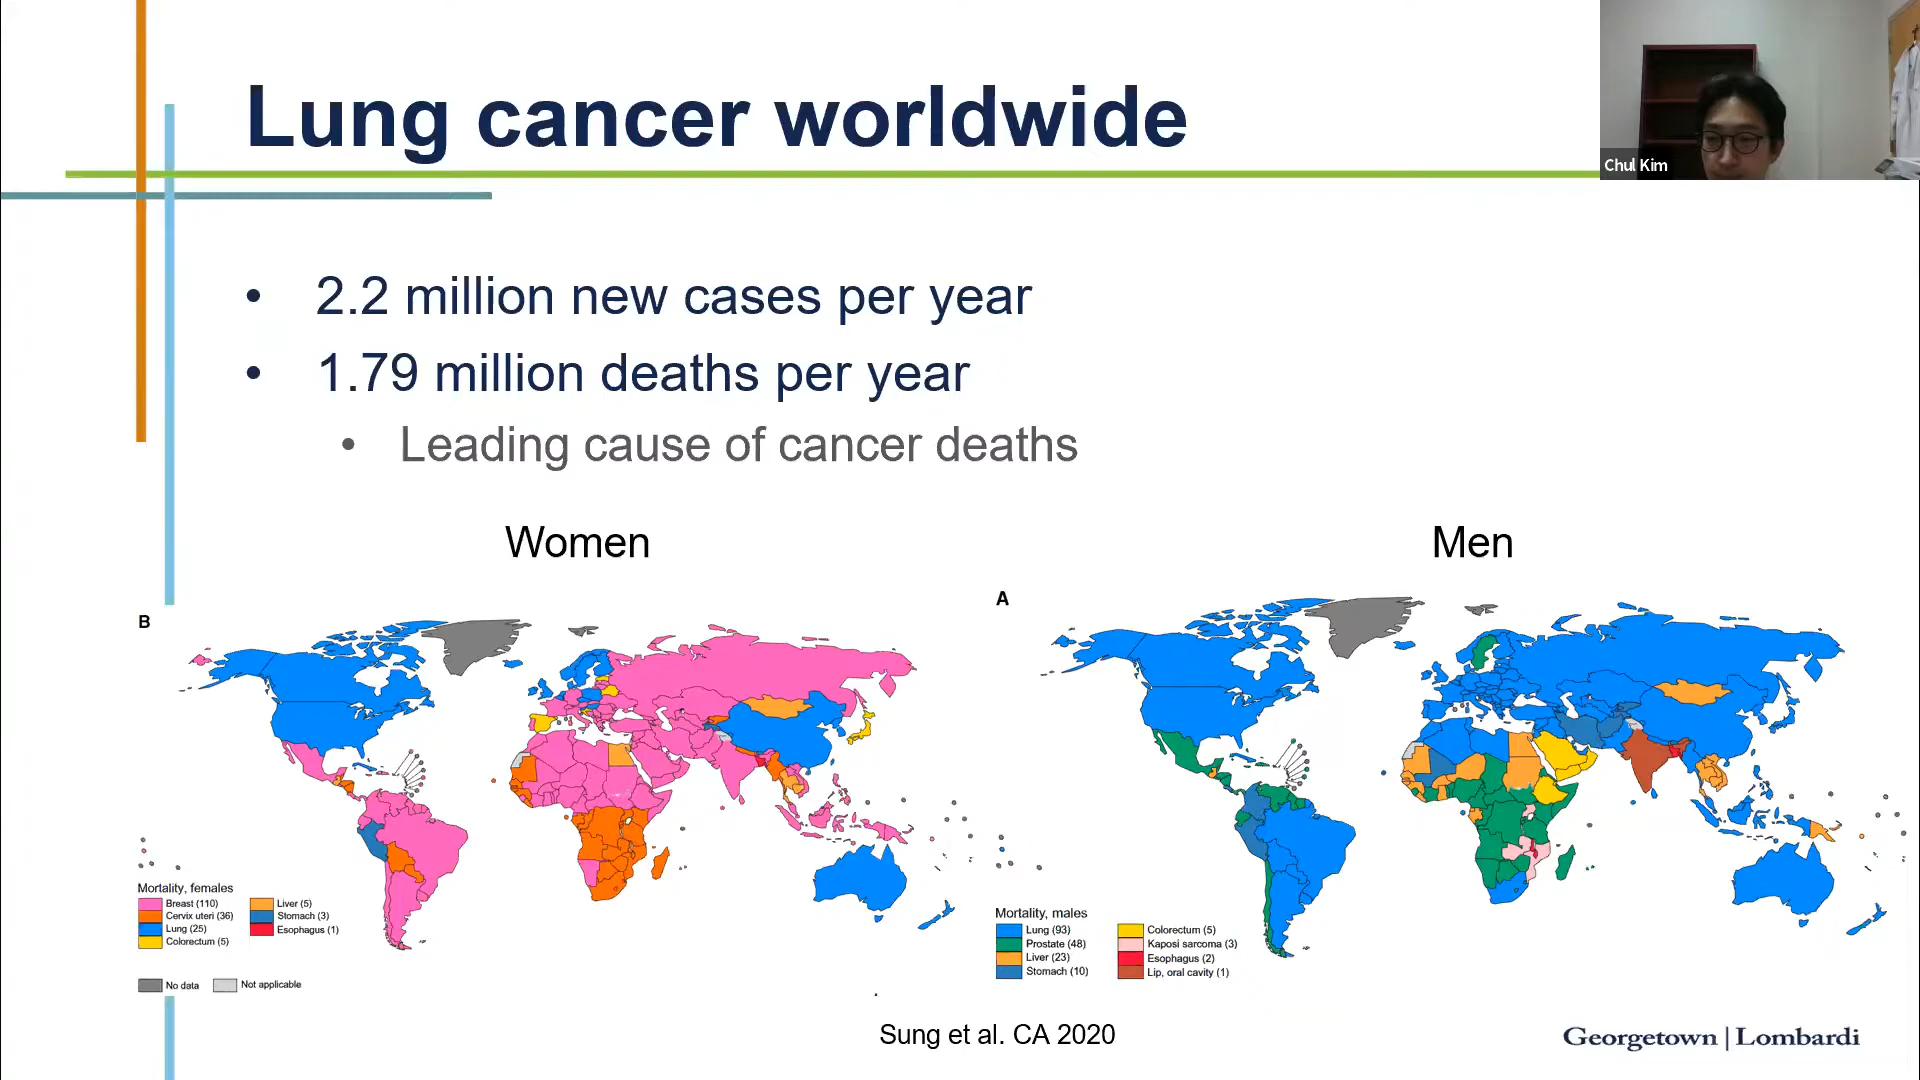 Lung cancer worldwide
Chul Kim
• 2.2 million new cases per year
• 1.79 million deaths per year
• Leading cause of cancer deaths
Women
Men
B
A
Mortality, females
Breast (110)
Cervix uteri (36)
Lung (25)
Colorectum (5)
Liver (5)
Stomach (3)
Esophagus (1)
No data
Not applicable
Mortality, males
Lung (93)
Prostate (48)
Liver (23)
Stomach (10)
Colorectum (5)
Kaposi sarcoma (3)
Esophagus (2)
Lip, oral cavity (1)
Sung et al. CA 2020
Georgetown | Lombardi